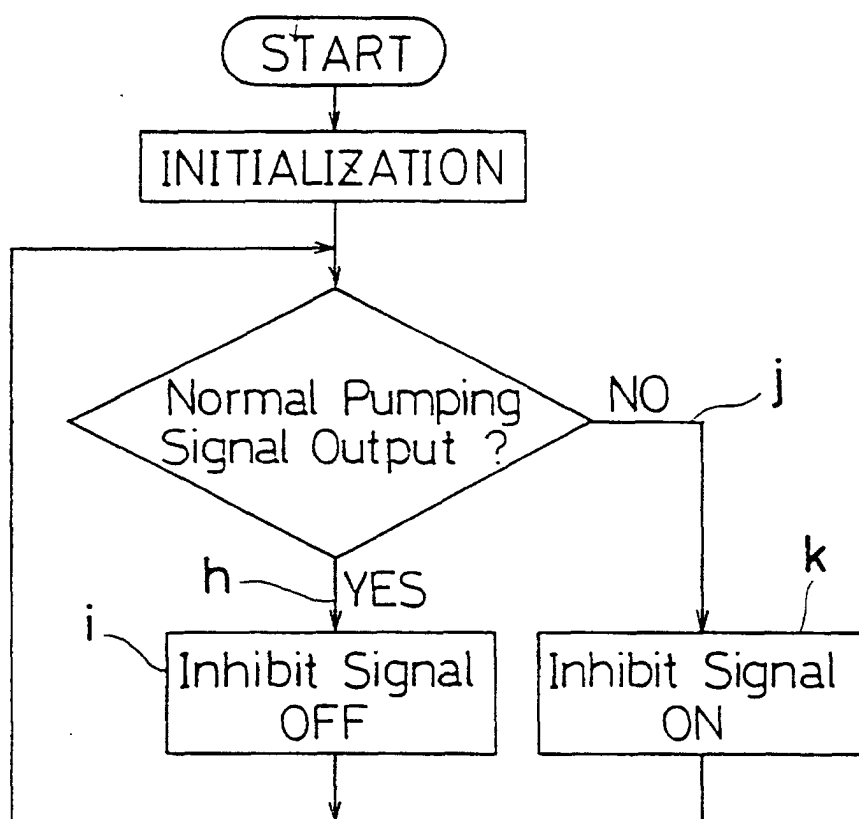 START
INITIALIZATION
Normal Pumping
Signal Output ?
NO
j
h
YES
k
i
Inhibit Signal
OFF
Inhibit Signal
ON